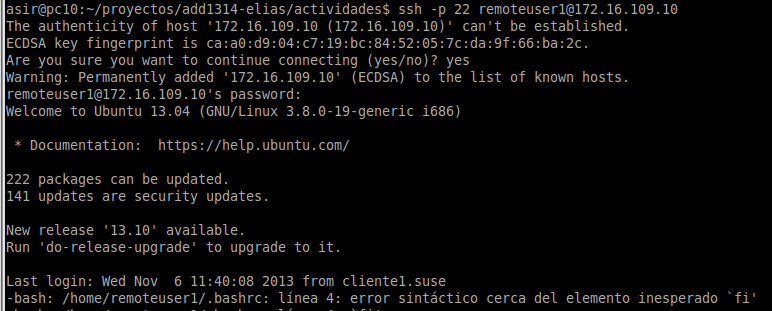 asir@pc10:~/proyectos/add1314-elias/actividades$ ssh -p 22 remoteuser1@172.16.109.10
The authenticity of host '172.16.109.10 (172.16.109.10)' can't be established.
ECDSA key fingerprint is ca:a0:d9:04:c7:19:bc:84:52:05:7c:da:9f:66:ba:2c.
Are you sure you want to continue connecting (yes/no)? yes
Warning: Permanently added '172.16.109.10' (ECDSA) to the list of known hosts.
remoteuser1@172.16.109.10's password:
Welcome to Ubuntu 13.04 (GNU/Linux 3.8.0-19-generic i686)
* Documentation:  https://help.ubuntu.com/
222 packages can be updated.
141 updates are security updates.
New release '13.10' available.
Run 'do-release-upgrade' to upgrade to it.
Last login: Wed Nov  6 11:40:08 2013 from cliente1.suse
-bash: /home/remoteuser1/.bashrc: línea 4: error sintáctico cerca del elemento inesperado `fi'